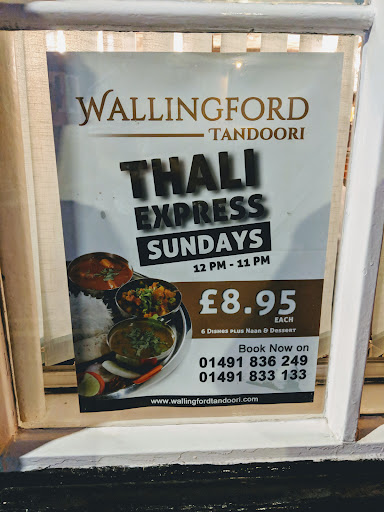 WALLINGFORD
TANDOORI
THALI
EXPRESS
SUNDAYS
12 PM - 11 PM
£8.95
EACH
6 DISHES PLUS NAAN & DESSERT
Book Now on
01491 836 249
01491 833 133
www.wallingfordtandoori.com